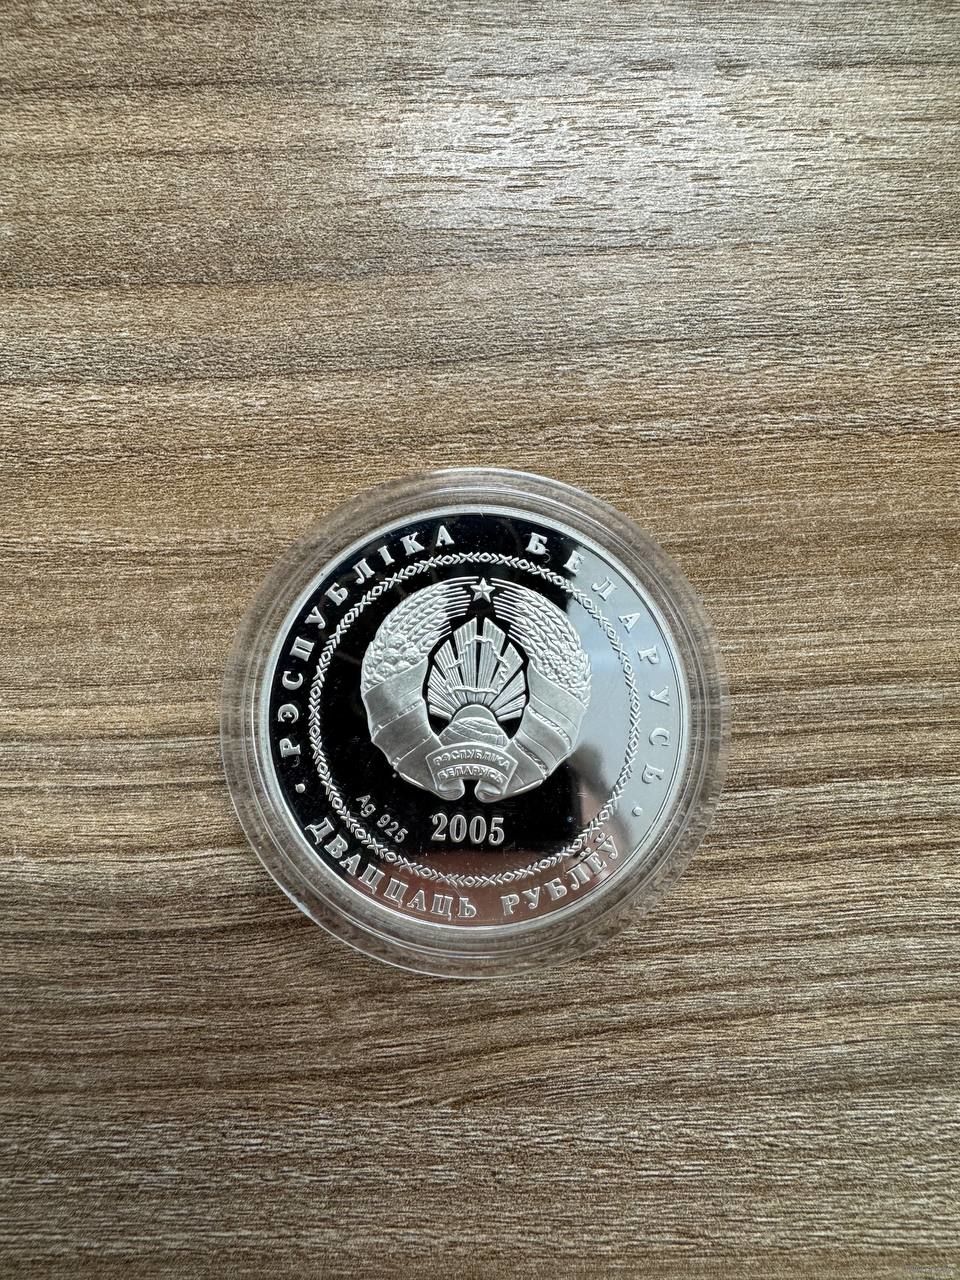 РЭСПУБЛІКА БЕЛАРУСЬ
РЭСПУБЛІКА
БЕЛАРУСЬ
Ag 925
2005
ДВАЦЦАЦЬ РУБЛЁЎ